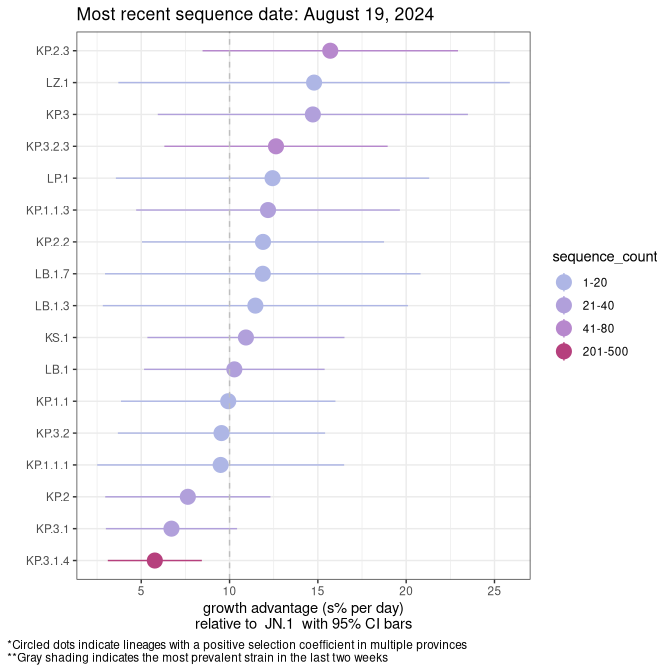 Most recent sequence date: August 19, 2024
KP.2.3
LZ.1
KP.3
KP.3.2.3
LP.1
KP.1.1.3
KP.2.2
LB.1.7
LB.1.3
KS.1
LB.1
KP.1.1
KP.3.2
KP.1.1.1
KP.2
KP.3.1
KP.3.1.4
5 10 15 20 25
growth advantage (s% per day)
relative to JN.1 with 95% CI bars
sequence_count
1-20
21-40
41-80
201-500
*Circled dots indicate lineages with a positive selection coefficient in multiple provinces
**Gray shading indicates the most prevalent strain in the last two weeks